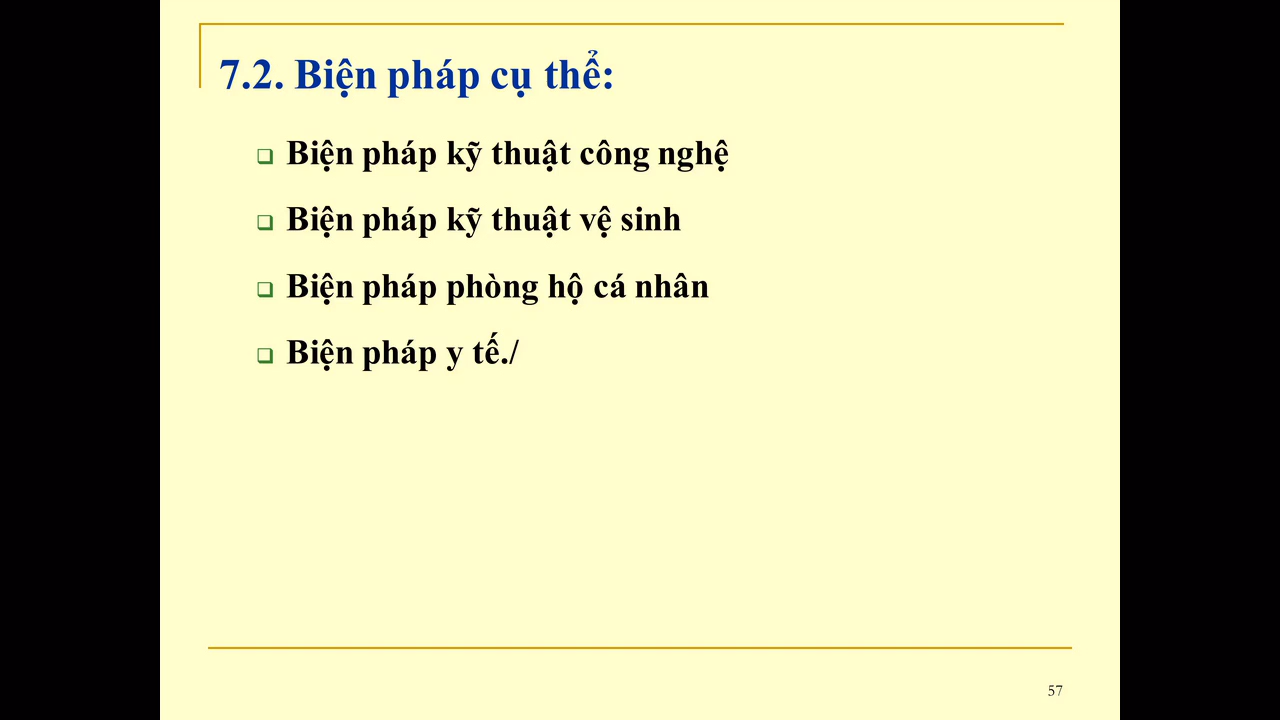 7.2. Biện pháp cụ thể:
Biện pháp kỹ thuật công nghệ
Biện pháp kỹ thuật vệ sinh
Biện pháp phòng hộ cá nhân
Biện pháp y tế./
57